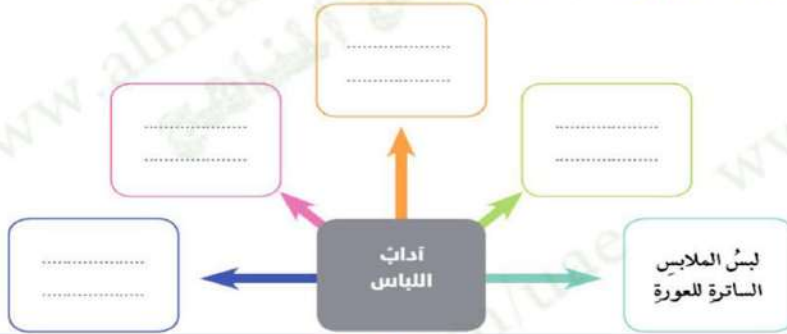 آدابُ
اللباس
لبسُ الملابسِ
الساترةِ للعورةِ